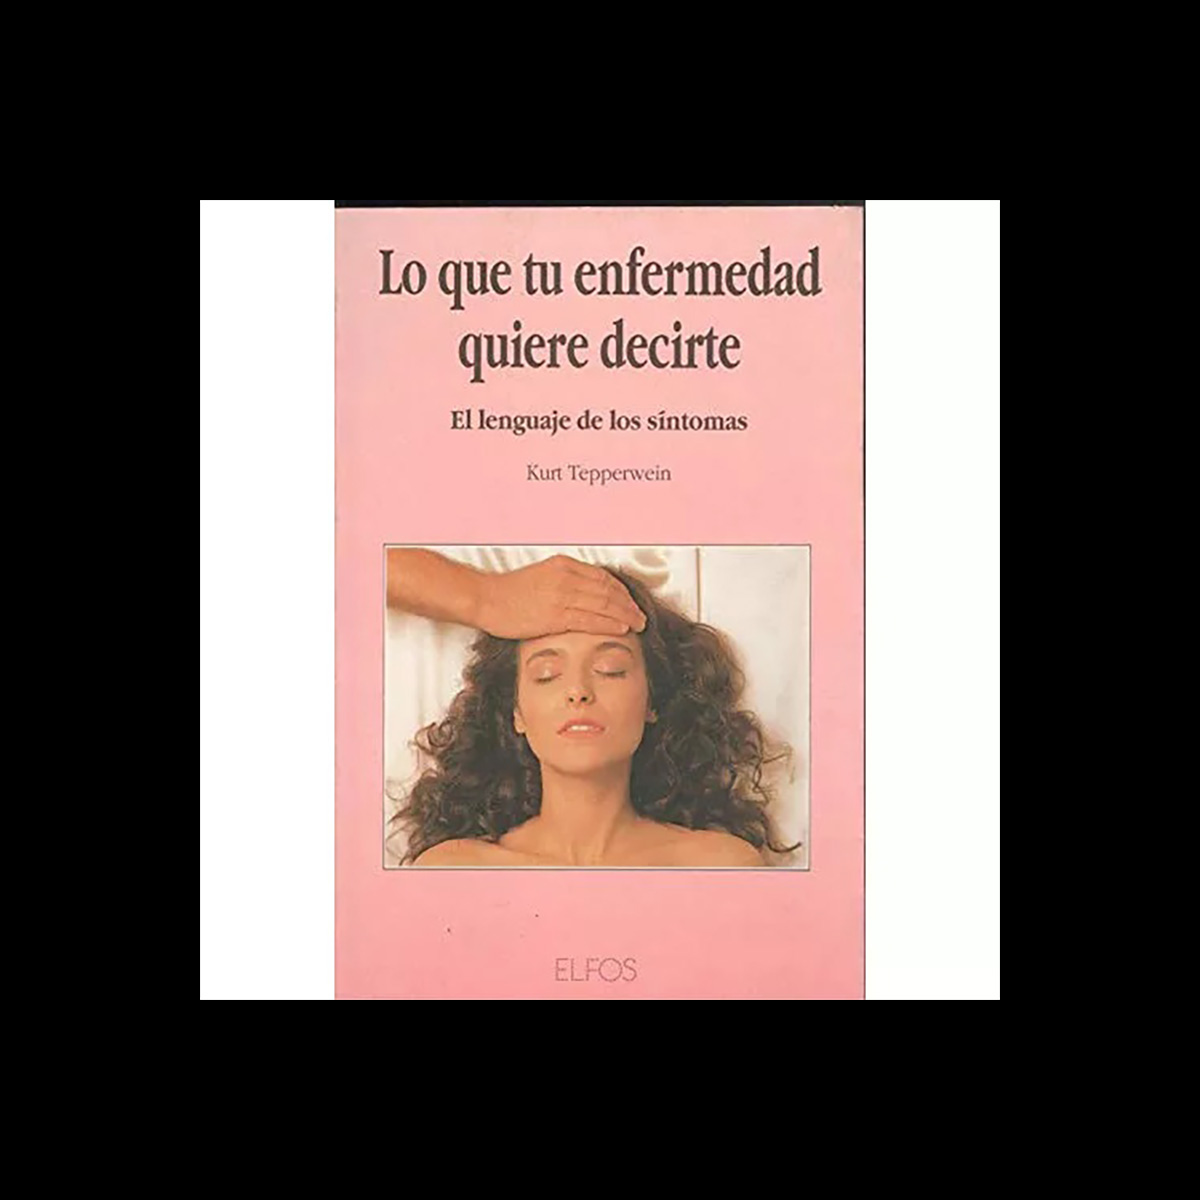 Lo que tu enfermedad
quiere decirte
El lenguaje de los síntomas
Kurt Tepperwein
ELFOS